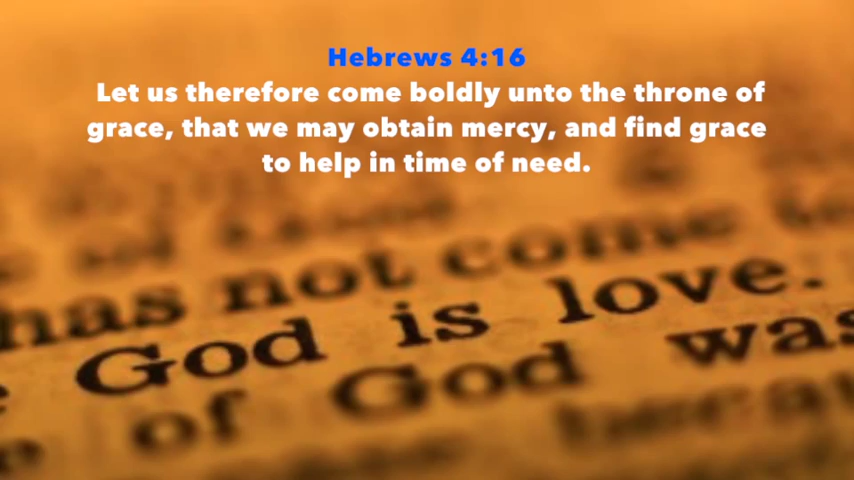 Hebrews 4:16
Let us therefore come boldly unto the throne of
grace, that we may obtain mercy, and find grace
to help in time of need.
has not come
God is love.
of God was